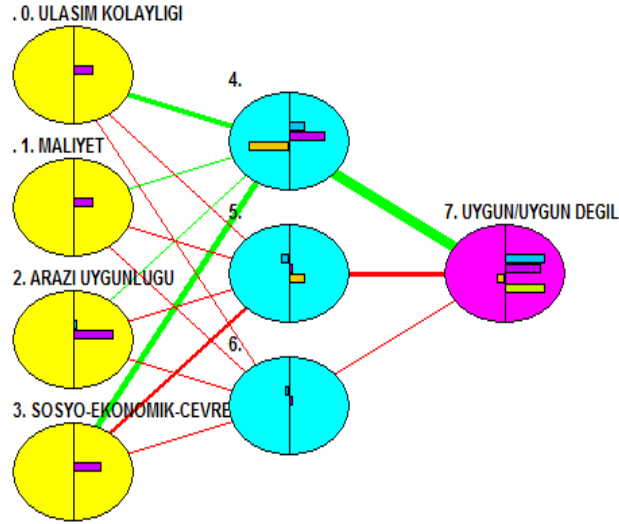 . 0. ULASIM KOLAYLIGI
4.
. 1. MALIYET
5.
7. UYGUN/UYGUN DEGIL
2. ARAZI UYGUNLUGU
6.
3. SOSYO-EKONOMIK-CEVRE